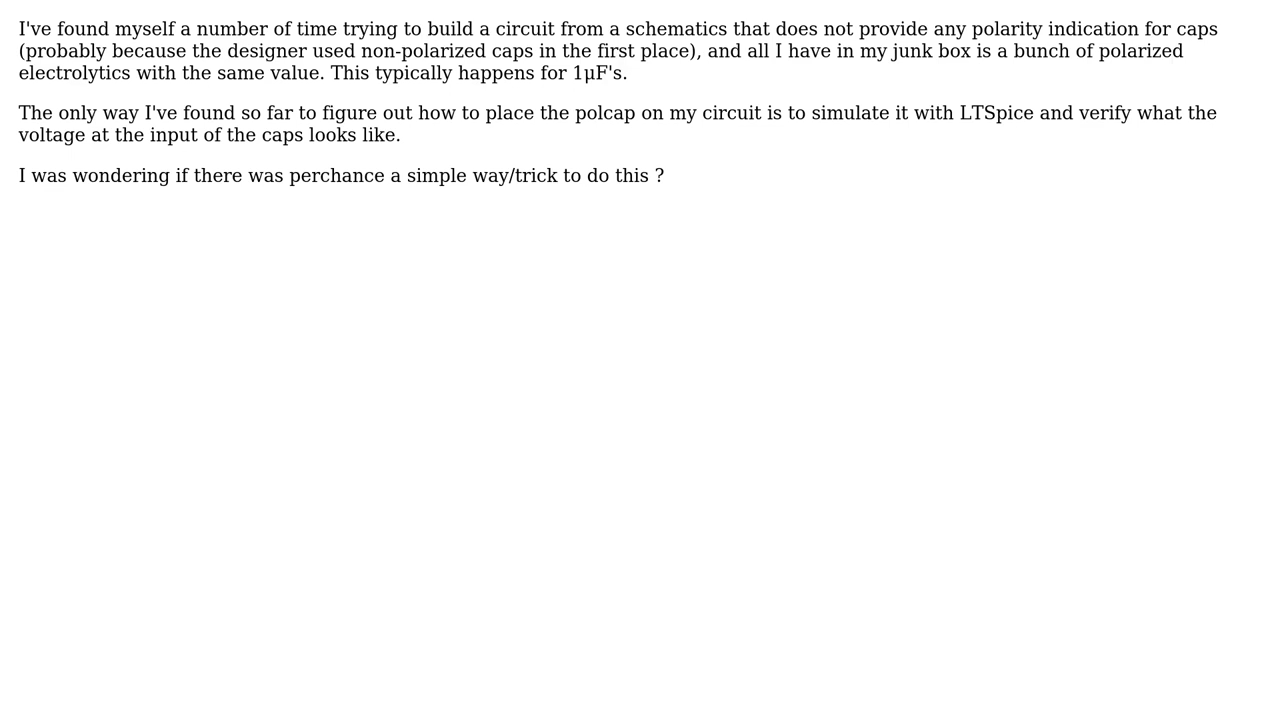 I've found myself a number of time trying to build a circuit from a schematics that does not provide any polarity indication for caps
(probably because the designer used non-polarized caps in the first place), and all I have in my junk box is a bunch of polarized
electrolytics with the same value. This typically happens for 1µF's.
The only way I've found so far to figure out how to place the polcap on my circuit is to simulate it with LTSpice and verify what the
voltage at the input of the caps looks like.
I was wondering if there was perchance a simple way/trick to do this ?